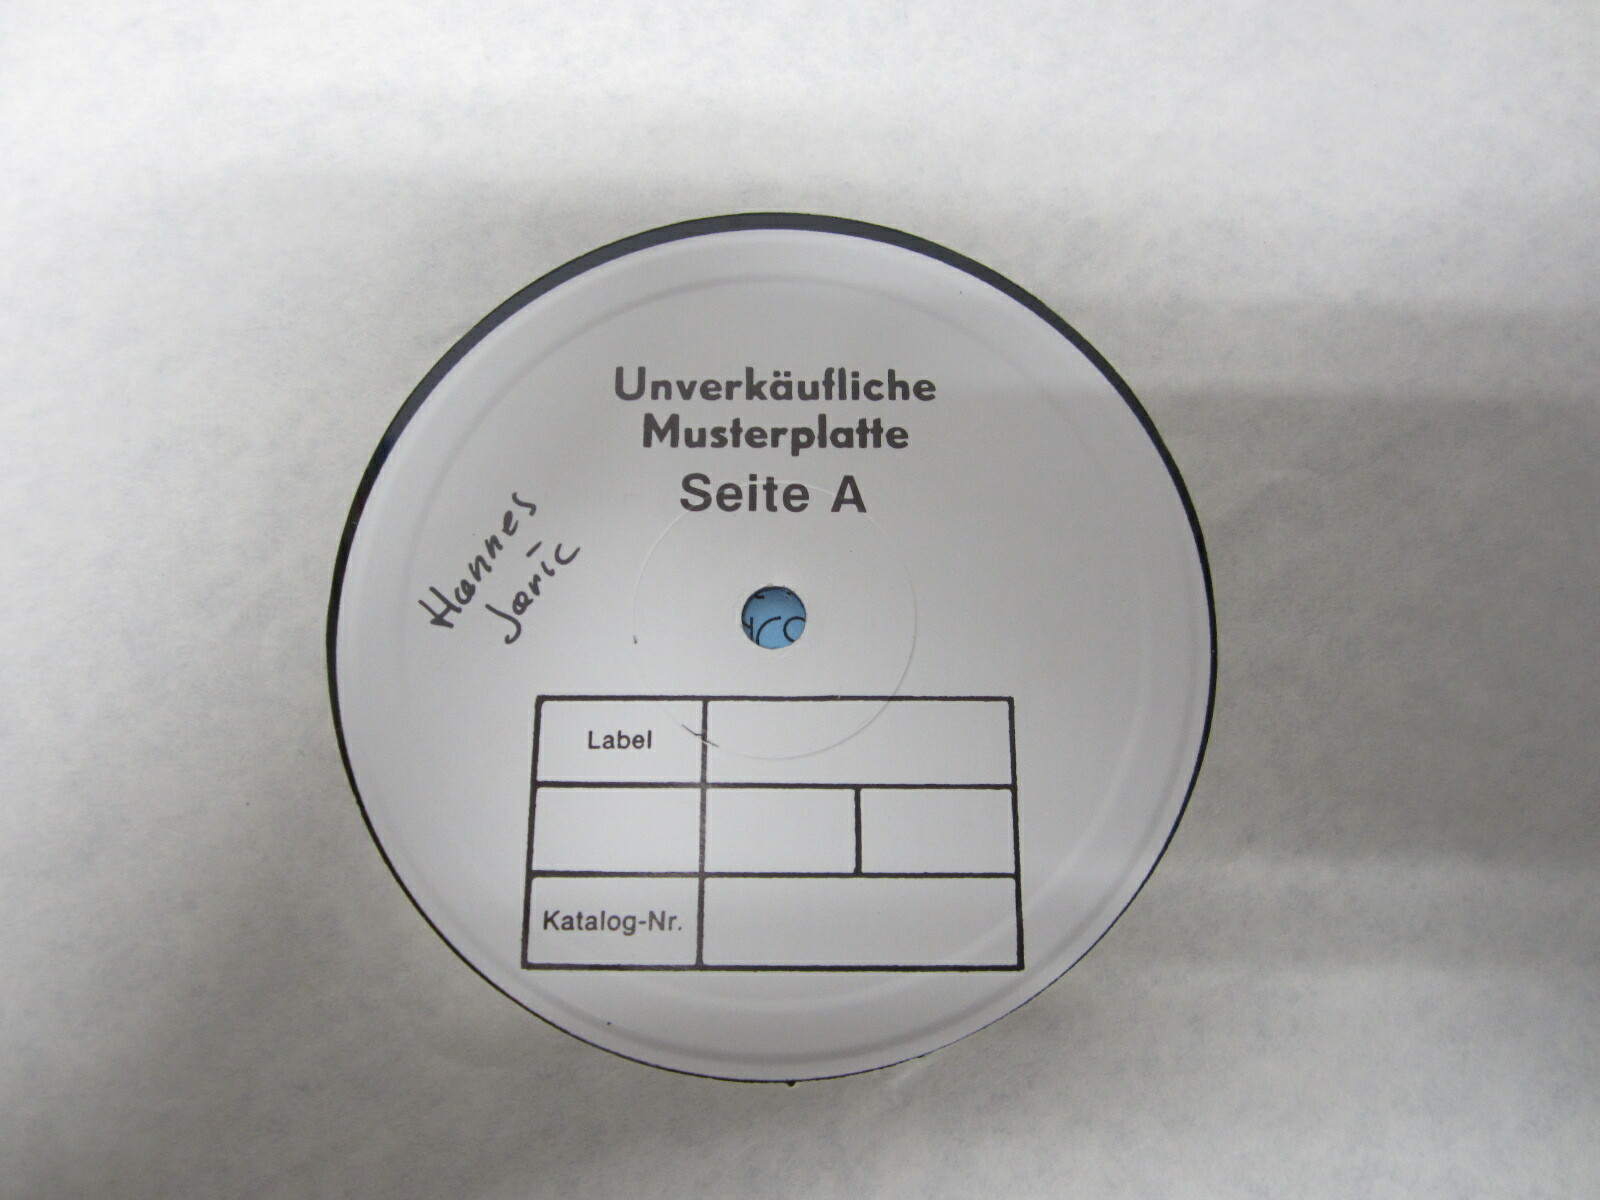 Unverkäufliche
Musterplatte
Seite A
Hannes
Jaric
Label
Katalog-Nr.